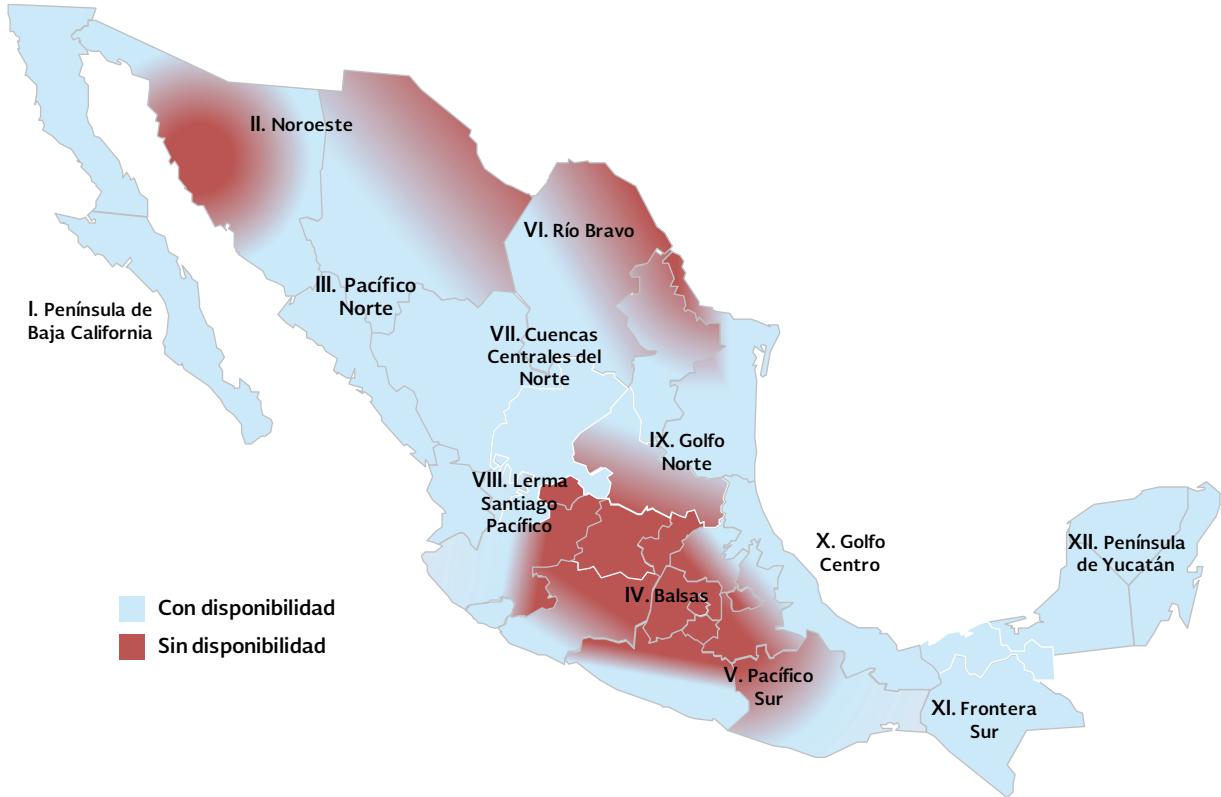 II. Noroeste
VI. Río Bravo
III. Pacífico
Norte
I. Península de
Baja California
VII. Cuencas
Centrales del
Norte
IX. Golfo
Norte
VIII. Lerma
Santiago
Pacífico
X. Golfo
Centro
XII. Península
de Yucatán
IV. Balsas
Con disponibilidad
Sin disponibilidad
V. Pacífico
Sur
XI. Frontera
Sur